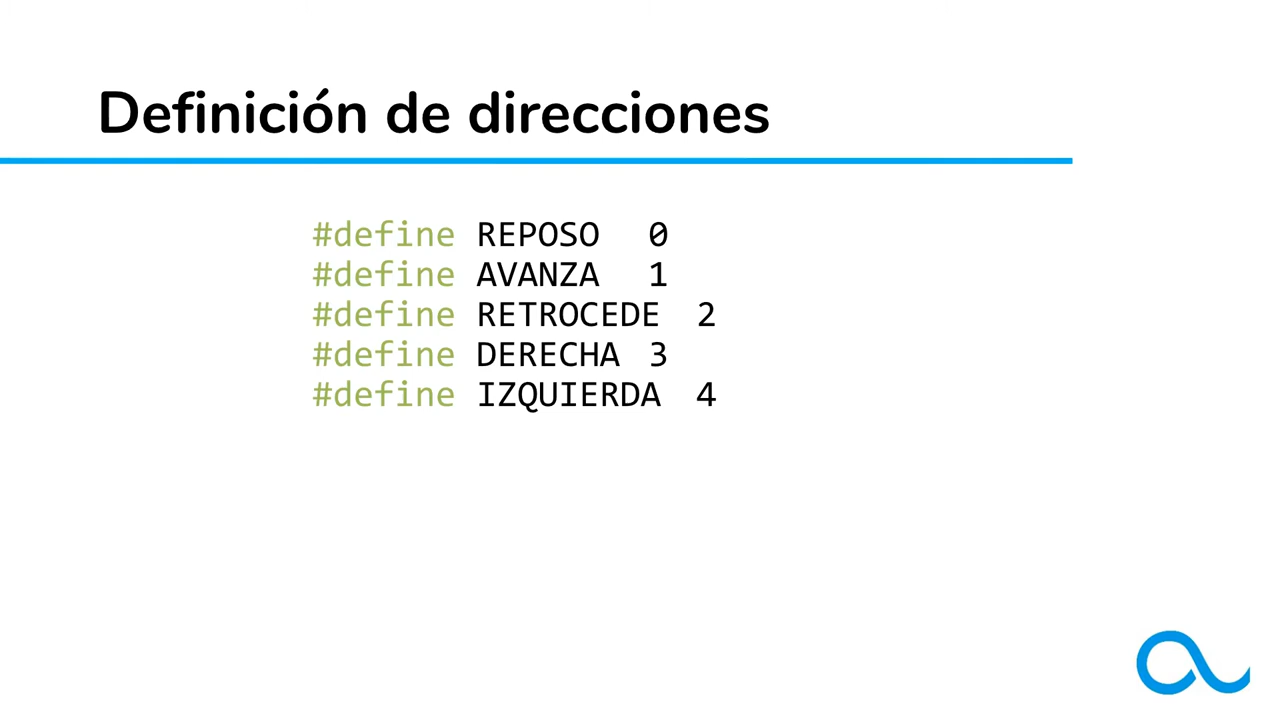 Definición de direcciones
#define REPOSO 0
#define AVANZA 1
#define RETROCEDE 2
#define DERECHA 3
#define IZQUIERDA 4